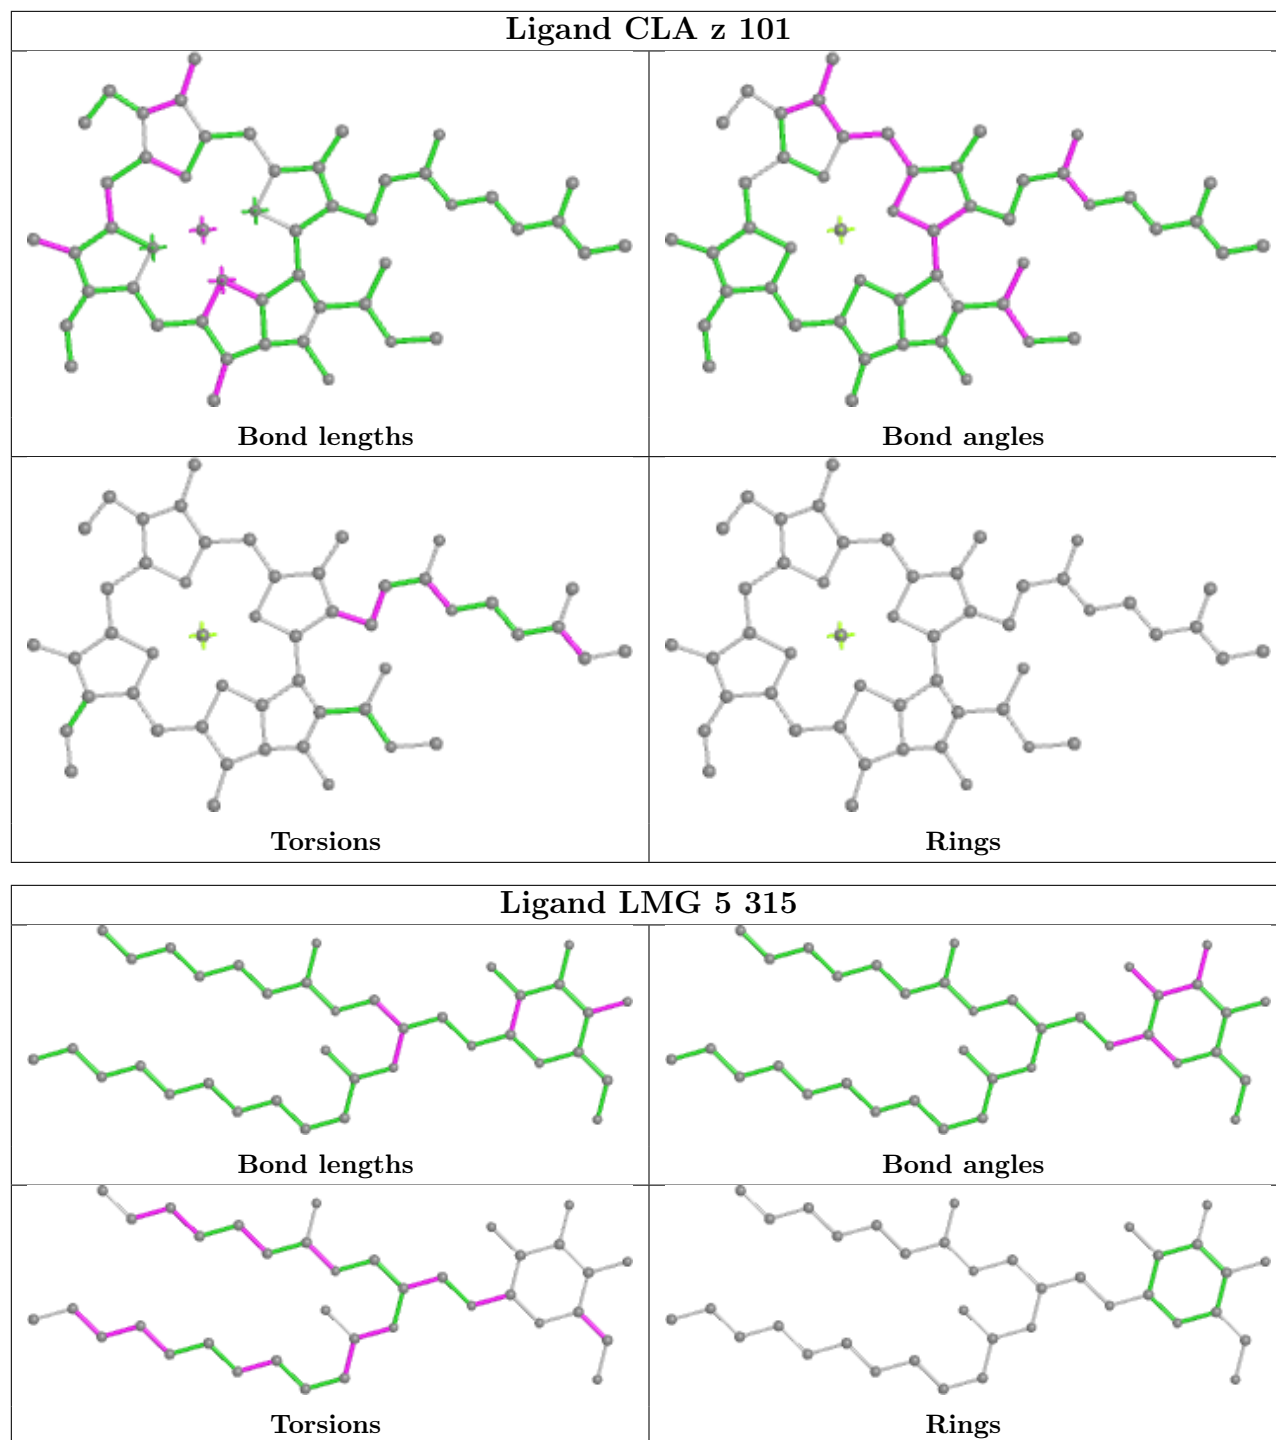 Ligand CLA z 101
Bond lengths
Bond angles
Torsions
Rings
Ligand LMG 5 315
Bond lengths
Bond angles
Torsions
Rings